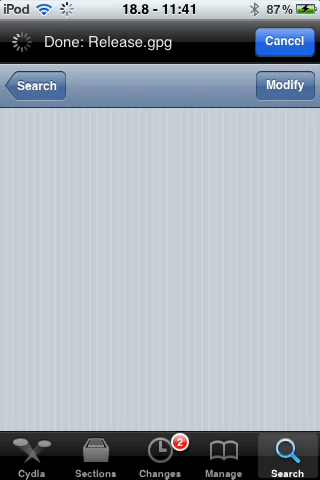 iPod 18.8 - 11:41 87%
Done: Release.gpg Cancel
Search Modify
2
Cydia Sections Changes Manage Search